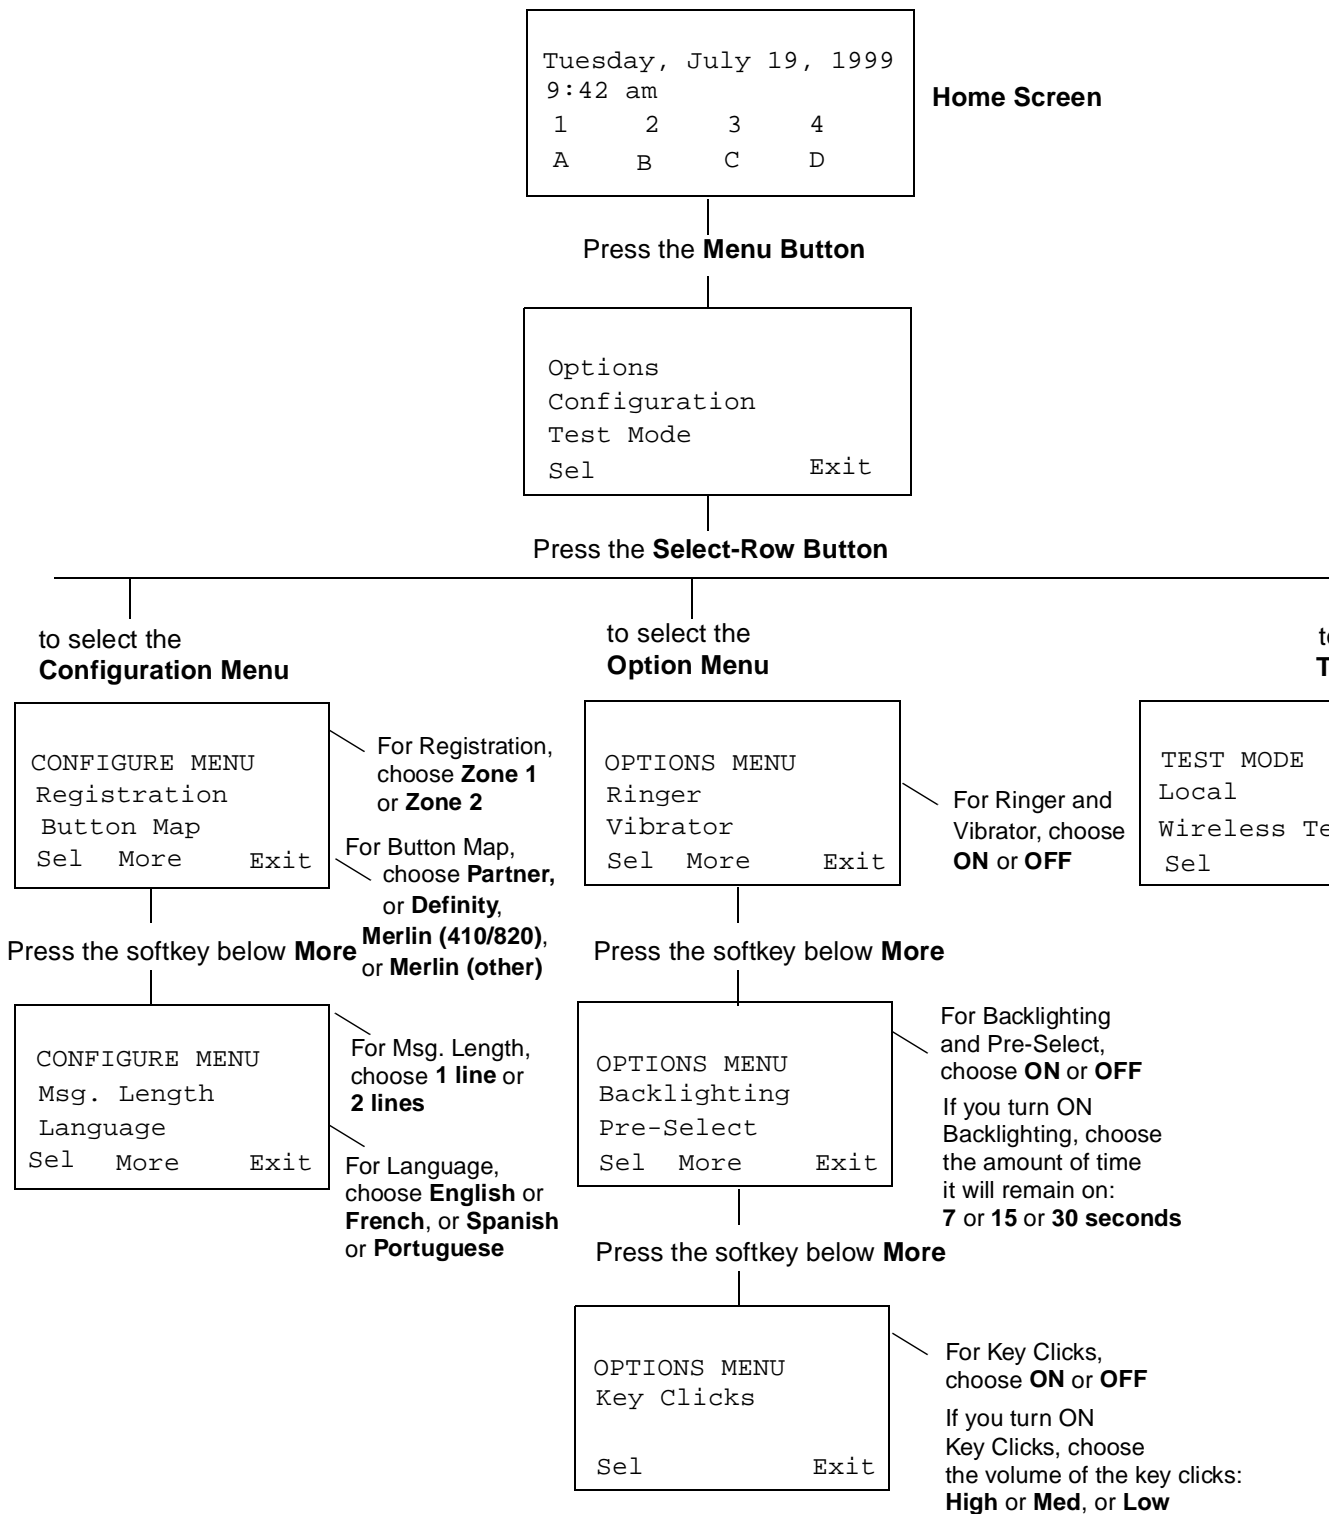 Tuesday, July 19, 1999
9:42 am
1 2 3 4
A B C D
Home Screen
Press the Menu Button
Options
Configuration
Test Mode
Sel Exit
Press the Select-Row Button
to select the
Configuration Menu
CONFIGURE MENU
Registration
Button Map
Sel More Exit
For Registration,
choose Zone 1
or Zone 2
For Button Map,
choose Partner,
or Definity,
Merlin (410/820),
or Merlin (other)
Press the softkey below More
CONFIGURE MENU
Msg. Length
Language
Sel More Exit
For Msg. Length,
choose 1 line or
2 lines
For Language,
choose English or
French, or Spanish
or Portuguese
to select the
Option Menu
OPTIONS MENU
Ringer
Vibrator
Sel More Exit
For Ringer and
Vibrator, choose
ON or OFF
Press the softkey below More
OPTIONS MENU
Backlighting
Pre-Select
Sel More Exit
For Backlighting
and Pre-Select,
choose ON or OFF
If you turn ON
Backlighting, choose
the amount of time
it will remain on:
7 or 15 or 30 seconds
Press the softkey below More
OPTIONS MENU
Key Clicks
Sel Exit
For Key Clicks,
choose ON or OFF
If you turn ON
Key Clicks, choose
the volume of the key clicks:
High or Med, or Low
TEST MODE
Local
Wireless
Sel